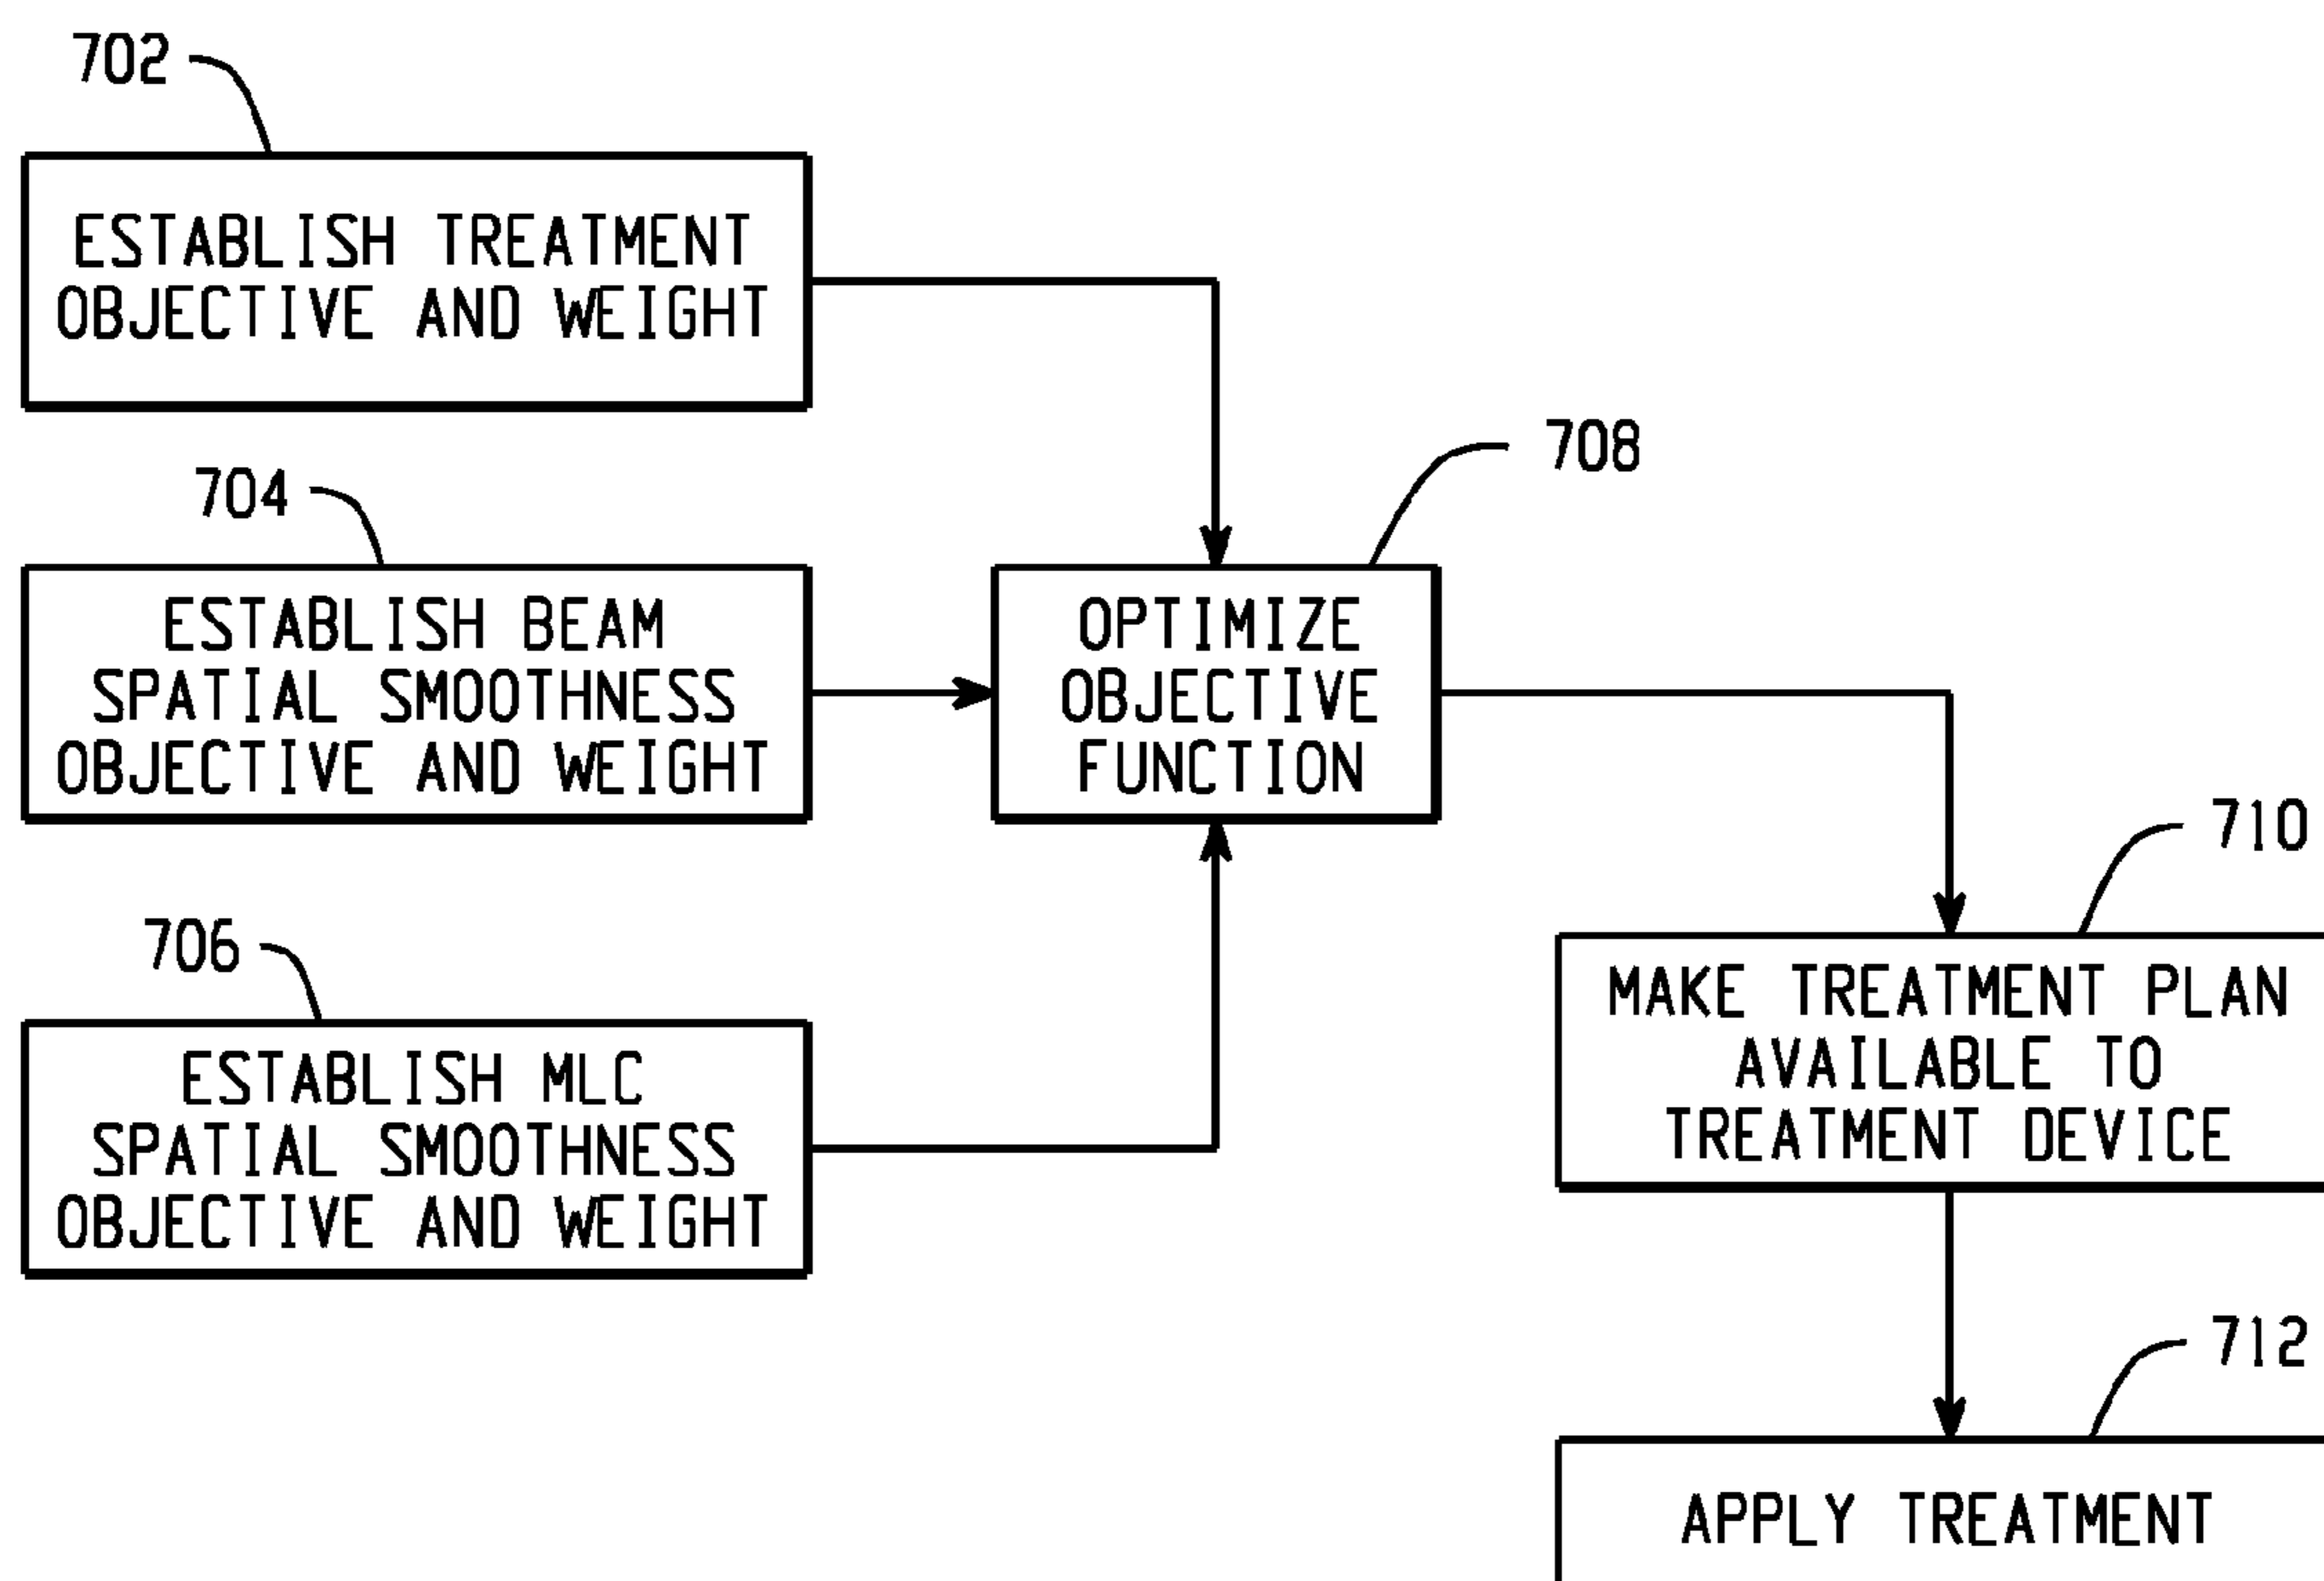 702
ESTABLISH TREATMENT
OBJECTIVE AND WEIGHT
708
704
ESTABLISH BEAM
SPATIAL SMOOTHNESS
OBJECTIVE AND WEIGHT
OPTIMIZE
OBJECTIVE
FUNCTION
710
706
ESTABLISH MLC
SPATIAL SMOOTHNESS
OBJECTIVE AND WEIGHT
MAKE TREATMENT PLAN
AVAILABLE TO
TREATMENT DEVICE
712
APPLY TREATMENT